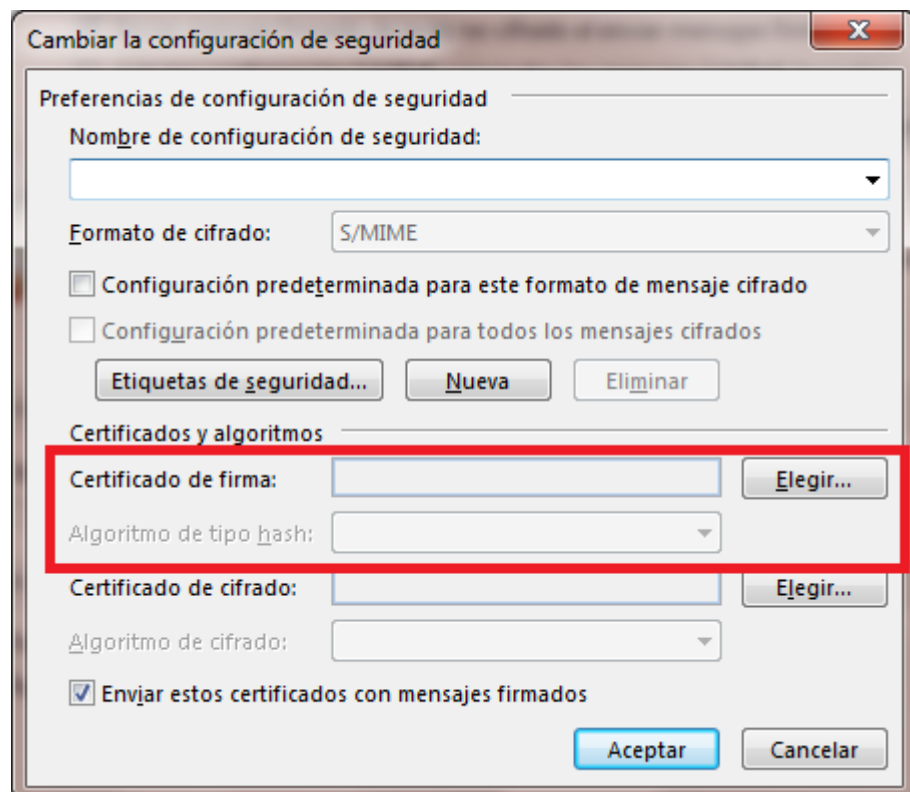 Cambiar la configuración de seguridad
Preferencias de configuración de seguridad
Nombre de configuración de seguridad:
Formato de cifrado: S/MIME
Configuración predeterminada para este formato de mensaje cifrado
Configuración predeterminada para todos los mensajes cifrados
Etiquetas de seguridad... Nueva Eliminar
Certificados y algoritmos
Certificado de firma: Elegir...
Algoritmo de tipo hash:
Certificado de cifrado: Elegir...
Algoritmo de cifrado:
Enviar estos certificados con mensajes firmados
Aceptar Cancelar